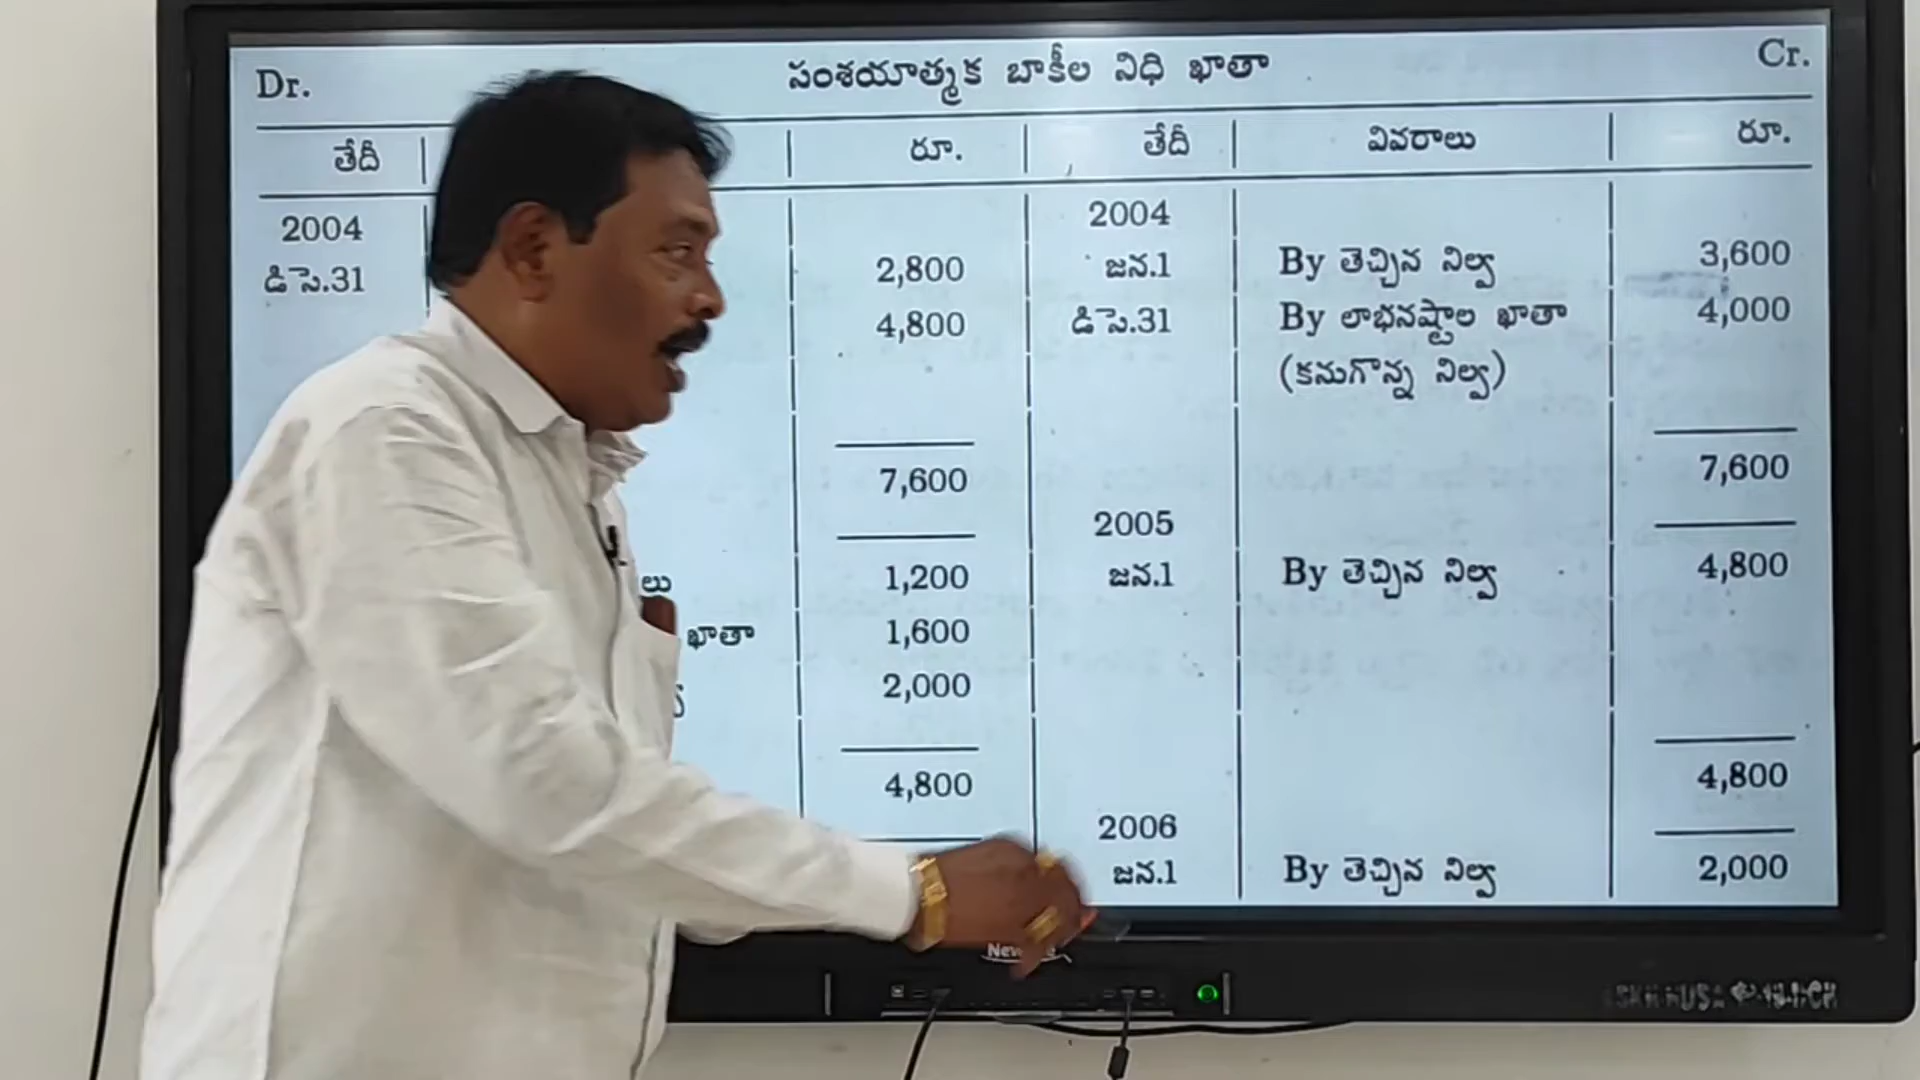 Dr. సంశయాత్మక బాకీల నిధి ఖాతా Cr.
తేదీ రూ. తేదీ వివరాలు రూ.
2004 2004
డిసె.31 2,800 జన.1 By తెచ్చిన నిల్వ 3,600
4,800 డిసె.31 By లాభనష్టాల ఖాతా 4,000
(కనుగొన్న నిల్వ)
7,600 7,600
2005
లు 1,200 జన.1 By తెచ్చిన నిల్వ 4,800
ఖాతా 1,600
2,000
4,800 4,800
2006
జన.1 By తెచ్చిన నిల్వ 2,000